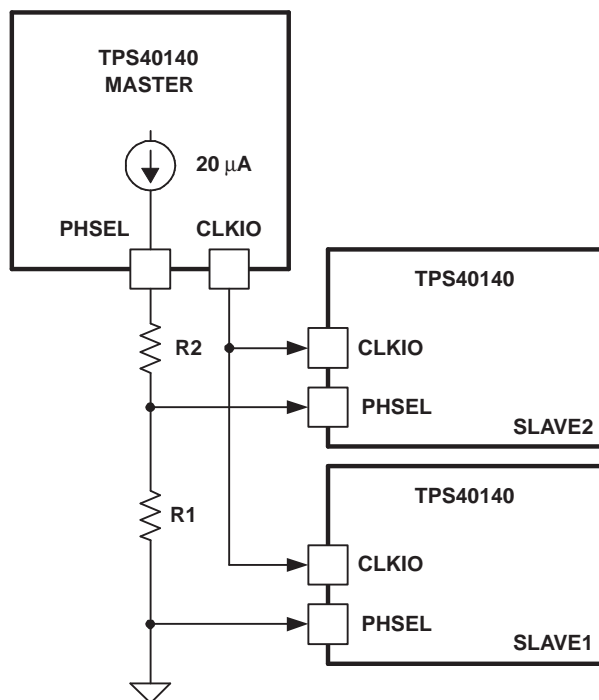 TPS40140
MASTER
20 μA
PHSEL
CLKIO
TPS40140
R2
CLKIO
PHSEL
SLAVE2
TPS40140
R1
CLKIO
PHSEL
SLAVE1